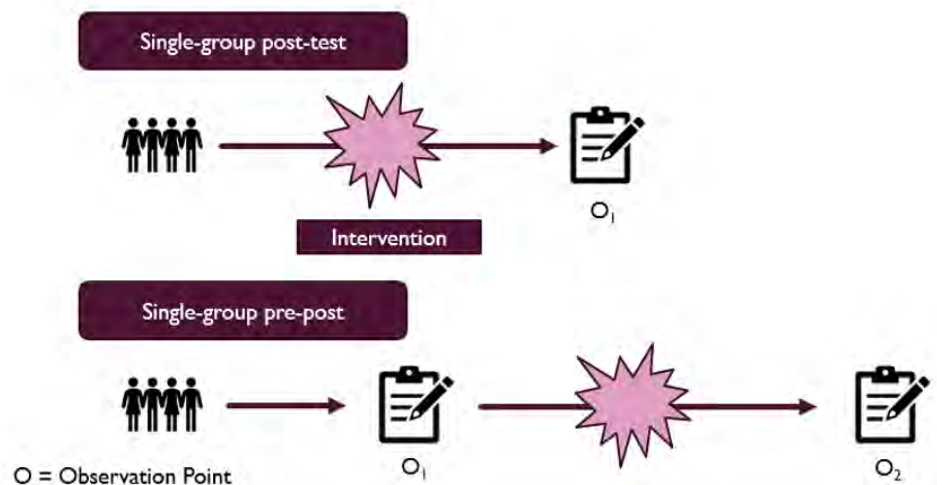 Single-group post-test
O₁
Intervention
Single-group pre-post
O₁
O₂
O = Observation Point